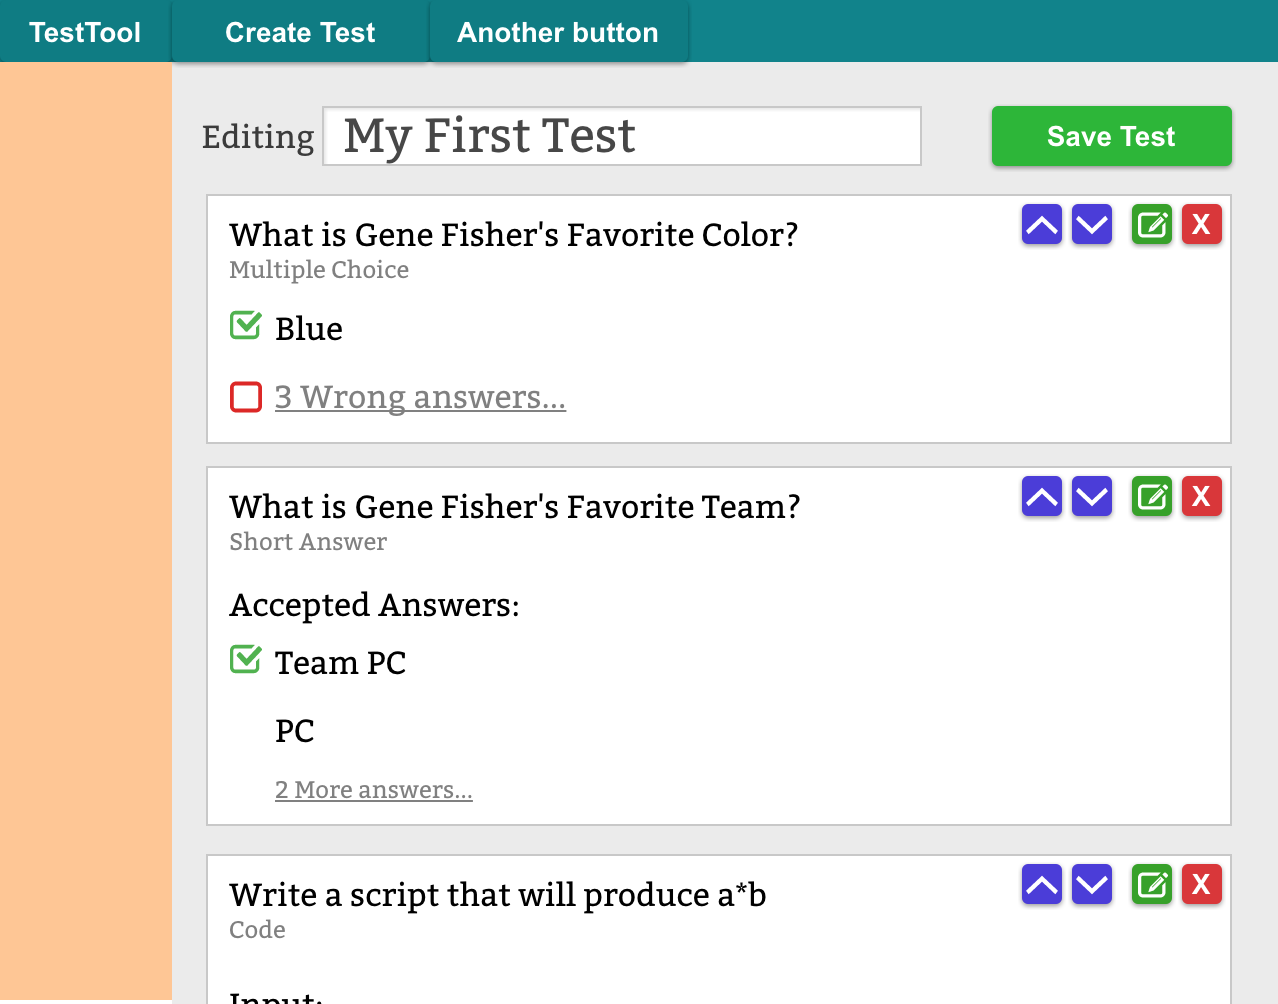 TestTool Create Test Another button
Editing My First Test Save Test
What is Gene Fisher's Favorite Color?
X
Multiple Choice
Blue
3 Wrong answers...
What is Gene Fisher's Favorite Team?
X
Short Answer
Accepted Answers:
Team PC
PC
2 More answers...
Write a script that will produce a*b
X
Code
Input: